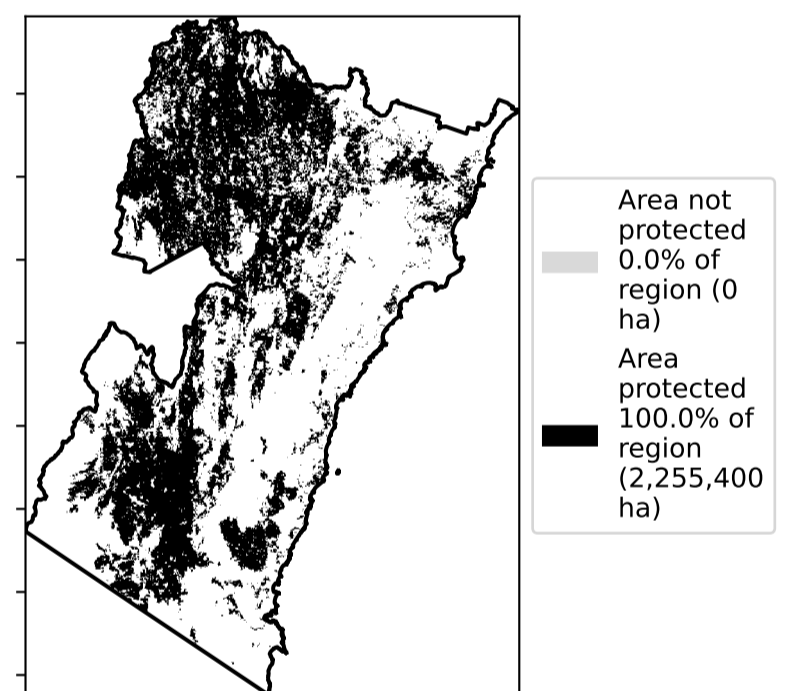 Area not
protected
0.0% of
region (0
ha)
Area
protected
100.0% of
region
(2,255,400
ha)